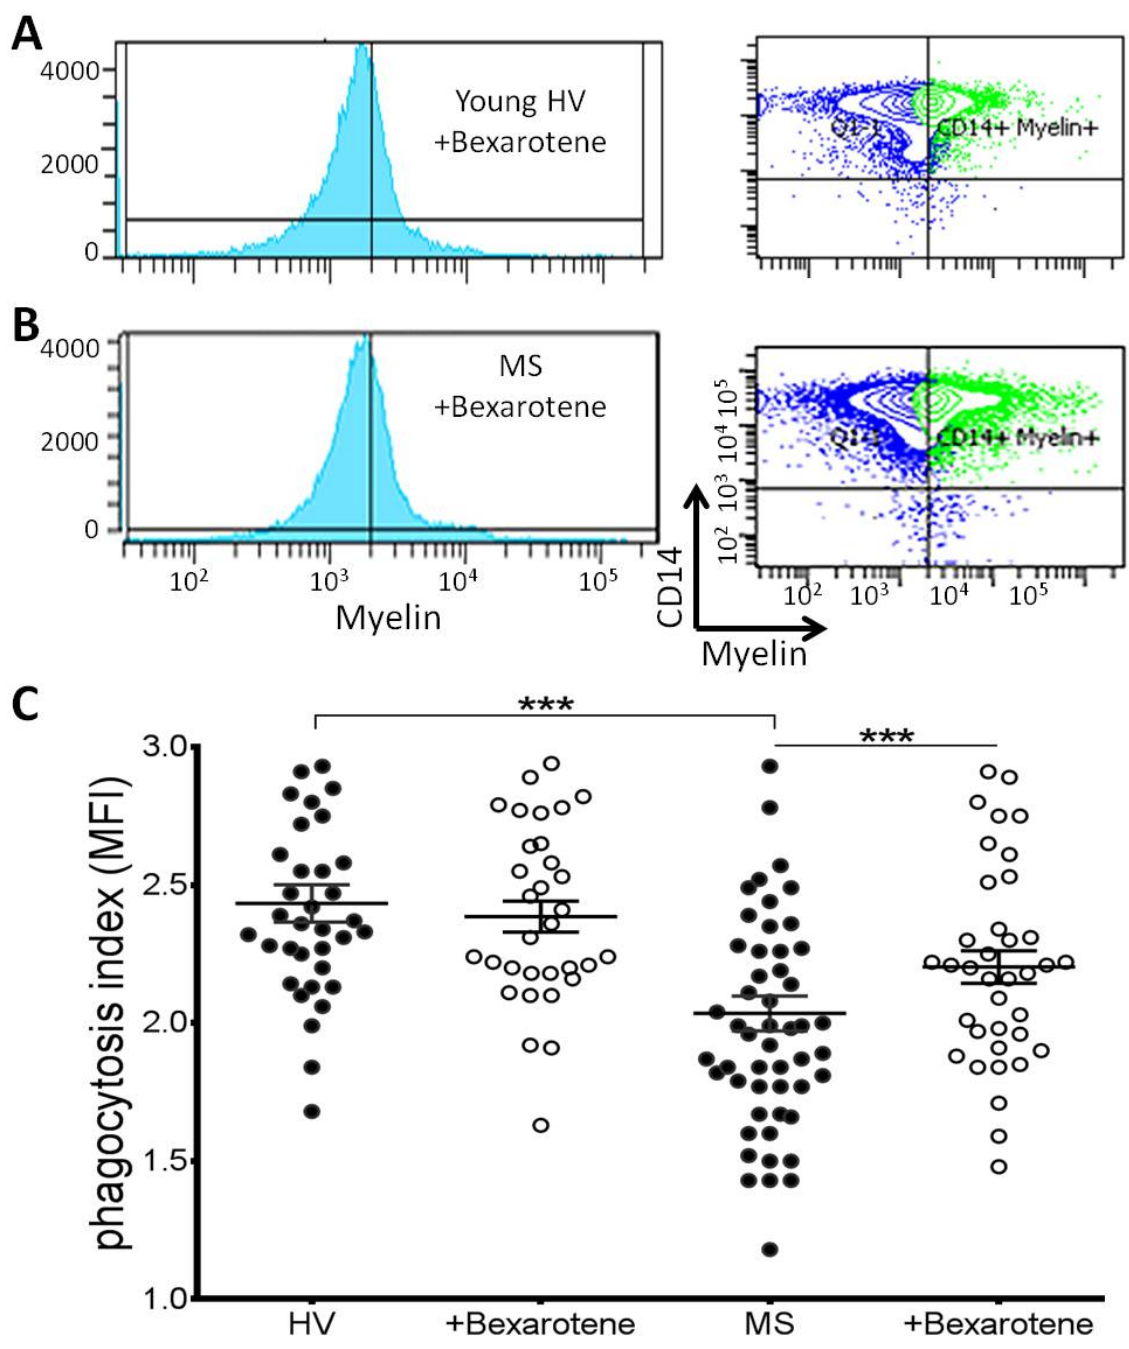 A
4000
2000
0
Young HV
+Bexarotene
Q1-1
CD14+ Myelin+
B
4000
2000
0
MS
+Bexarotene
10² 10³ 10⁴ 10⁵
Myelin
Q1-1
CD14+ Myelin+
10² 10³ 10⁴ 10⁵
CD14
10² 10³ 10⁴ 10⁵
Myelin
C
***
***
phagocytosis index (MFI)
3.0
2.5
2.0
1.5
1.0
HV +Bexarotene MS +Bexarotene